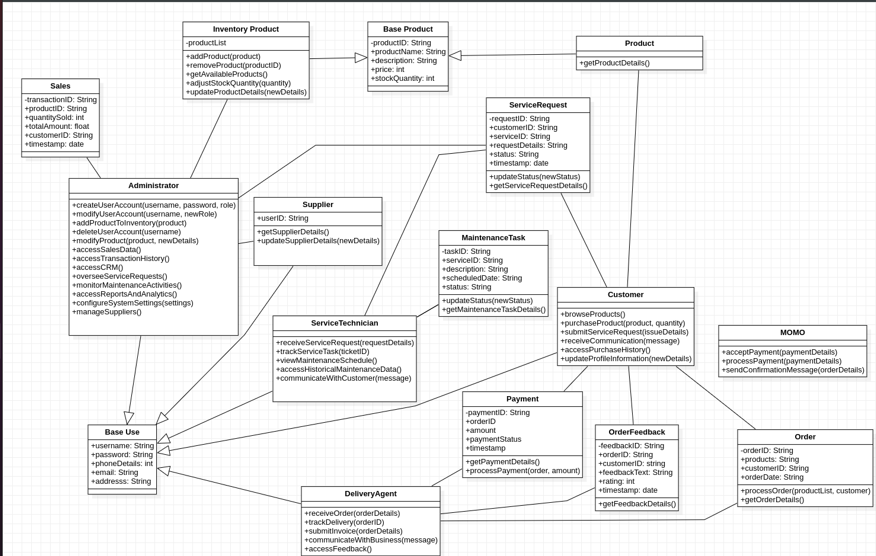 Inventory Product
-productList
+addProduct(product)
+removeProduct(productID)
+getAvailableProducts()
+adjustStockQuantity(quantity)
+updateProductDetails(newDetails)
Base Product
-productID: String
+productName: String
+description: String
+price: int
+stockQuantity: int
Product
+getProductDetails()
Sales
-transactionID: String
+productID: String
+quantitySold: int
+totalAmount: float
+customerID: String
+timestamp: date
ServiceRequest
-requestID: String
+customerID: String
+serviceID: String
+requestDetails: String
+status: String
+timestamp: date
+updateStatus(newStatus)
+getServiceRequestDetails()
Administrator
+createUserAccount(username, password, role)
+modifyUserAccount(username, newRole)
+addProductToInventory(product)
+deleteUserAccount(username)
+modifyProduct(product, newDetails)
+accessSalesData()
+accessTransactionHistory()
+accessCRM()
+overseeServiceRequests()
+monitorMaintenanceActivities()
+accessReportsAndAnalytics()
+configureSystemSettings(settings)
+manageSuppliers()
Supplier
+userID: String
+getSupplierDetails()
+updateSupplierDetails(newDetails)
MaintenanceTask
-taskID: String
+serviceID: String
+description: String
+scheduledDate: String
+status: String
+updateStatus(newStatus)
+getMaintenanceTaskDetails()
Customer
+browseProducts()
+purchaseProduct(product, quantity)
+submitServiceRequest(issueDetails)
+receiveCommunication(message)
+accessPurchaseHistory()
+updateProfileInformation(newDetails)
ServiceTechnician
+receiveServiceRequest(requestDetails)
+trackServiceTask(ticketID)
+viewMaintenanceSchedule()
+accessHistoricalMaintenanceData()
+communicateWithCustomer(message)
MOMO
+acceptPayment(paymentDetails)
+processPayment(paymentDetails)
+sendConfirmationMessage(orderDetails)
Payment
-paymentID: String
+orderID
+amount
+paymentStatus
+timestamp
+getPaymentDetails()
+processPayment(order, amount)
Base Use
+username: String
+password: String
+phoneDetails: int
+email: String
+addresss: String
OrderFeedback
-feedbackID: String
+orderID: String
+customerID: string
+feedbackText: String
+rating: int
+timestamp: date
+getFeedbackDetails()
Order
-orderID: String
+products: String
+customerID: String
+orderDate: String
+processOrder(productList, customer)
+getOrderDetails()
DeliveryAgent
+receiveOrder(orderDetails)
+trackDelivery(orderID)
+submitInvoice(orderDetails)
+communicateWithBusiness(message)
+accessFeedback()